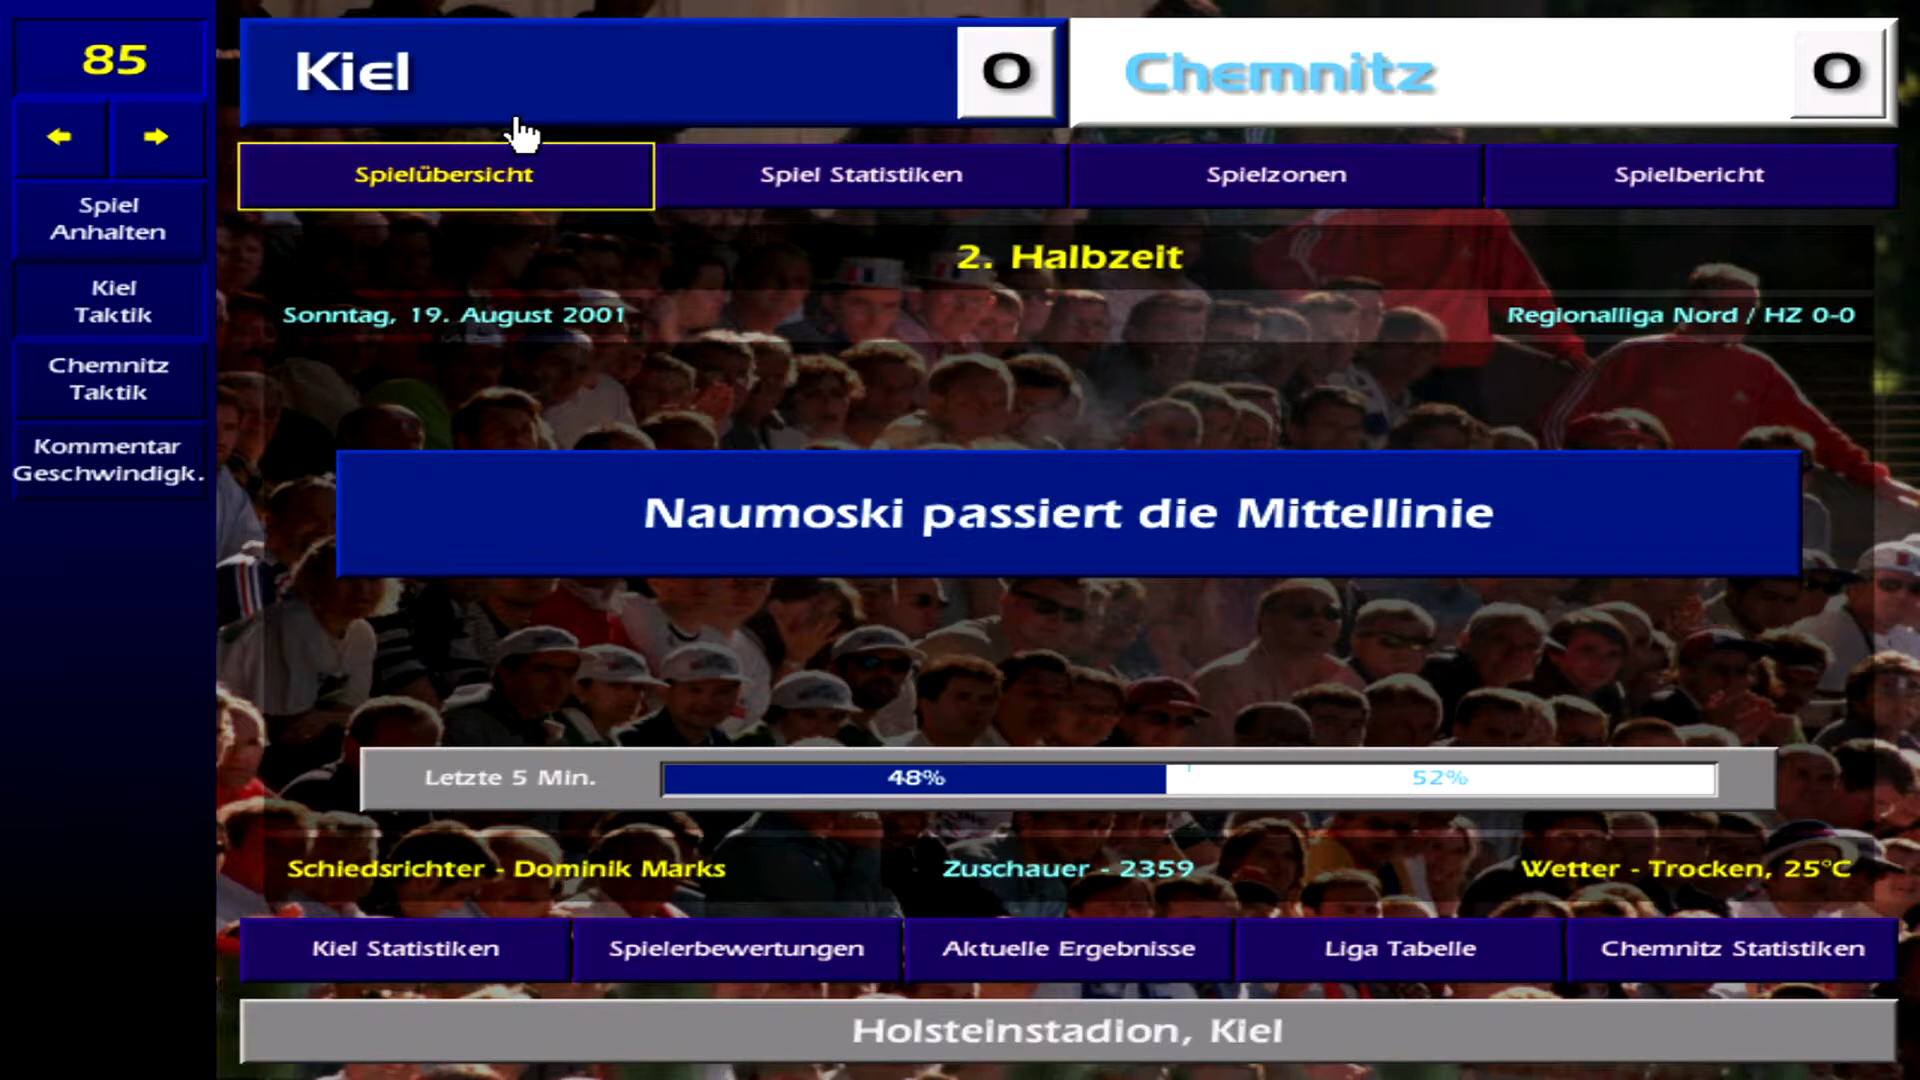 85
Kiel 0
Chemnitz 0
Spiel
Anhalten
Kiel
Taktik
Chemnitz
Taktik
Kommentar
Geschwindigk.
Spielübersicht
Spiel Statistiken
Spielzonen
Spielbericht
2. Halbzeit
Sonntag, 19. August 2001
Regionalliga Nord / HZ 0-0
Naumoski passiert die Mittellinie
Letzte 5 Min. 48% 52%
Schiedsrichter - Dominik Marks
Zuschauer - 2359
Wetter - Trocken, 25°C
Kiel Statistiken
Spielerbewertungen
Aktuelle Ergebnisse
Liga Tabelle
Chemnitz Statistiken
Holsteinstadion, Kiel